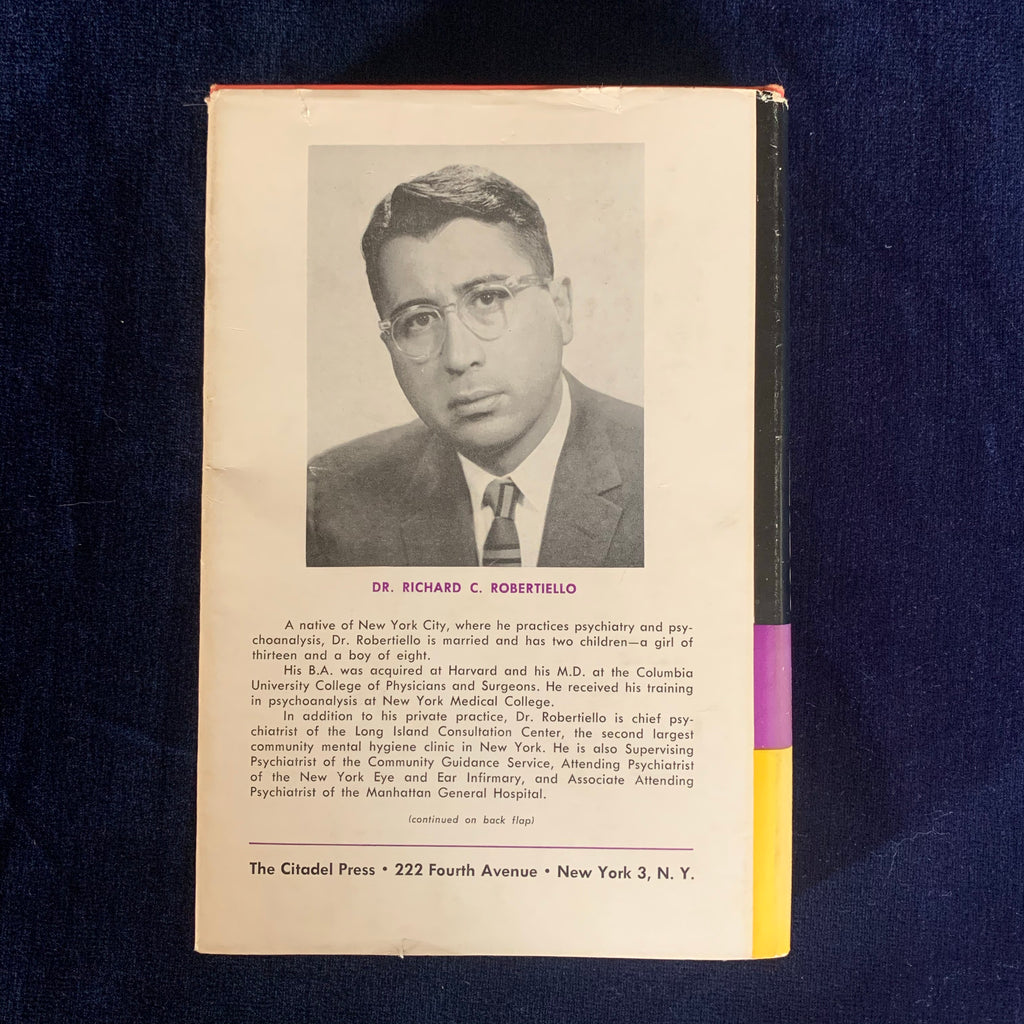 DR. RICHARD C. ROBERTIELLO
A native of New York City, where he practices psychiatry and psy-
choanalysis, Dr. Robertiello is married and has two children—a girl of
thirteen and a boy of eight.
His B.A. was acquired at Harvard and his M.D. at the Columbia
University College of Physicians and Surgeons. He received his training
in psychoanalysis at New York Medical College.
In addition to his private practice, Dr. Robertiello is chief psy-
chiatrist of the Long Island Consultation Center, the second largest
community mental hygiene clinic in New York. He is also Supervising
Psychiatrist of the Community Guidance Service, Attending Psychiatrist
of the New York Eye and Ear Infirmary, and Associate Attending
Psychiatrist of the Manhattan General Hospital.
(continued on back flap)
The Citadel Press • 222 Fourth Avenue • New York 3, N. Y.